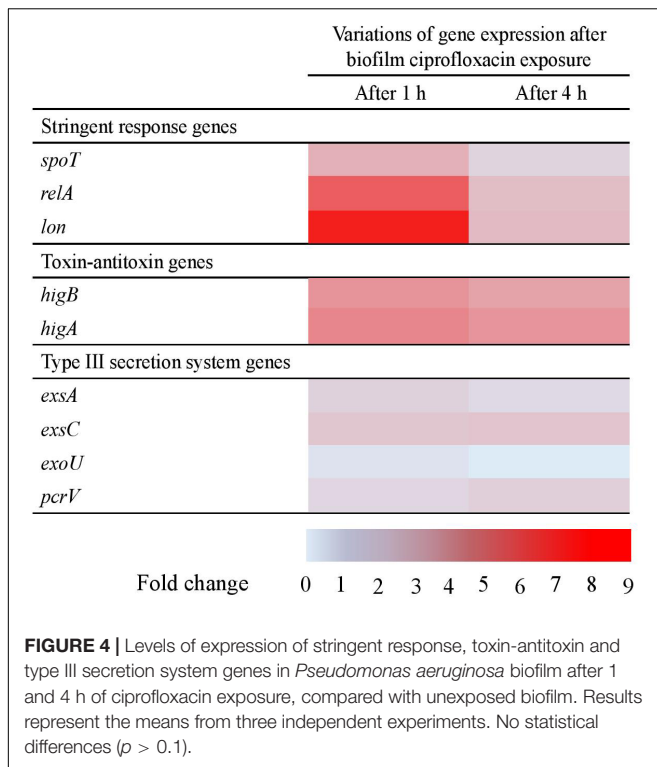 Variations of gene expression after
biofilm ciprofloxacin exposure
After 1 h After 4 h
Stringent response genes
spoT
relA
lon
Toxin-antitoxin genes
higB
higA
Type III secretion system genes
exsA
exsC
exoU
pcrV
Fold change 0 1 2 3 4 5 6 7 8 9
FIGURE 4 | Levels of expression of stringent response, toxin-antitoxin and
type III secretion system genes in Pseudomonas aeruginosa biofilm after 1
and 4 h of ciprofloxacin exposure, compared with unexposed biofilm. Results
represent the means from three independent experiments. No statistical
differences (p > 0.1).